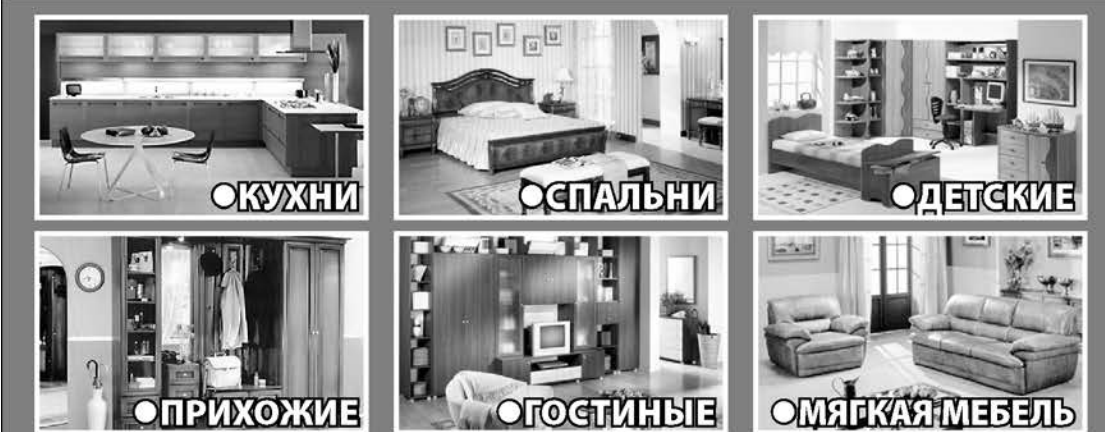 ●КУХНИ
●СПАЛЬНИ
●ДЕТСКИЕ
●ПРИХОЖИЕ
●ГОСТИНЫЕ
●МЯГКАЯ МЕБЕЛЬ